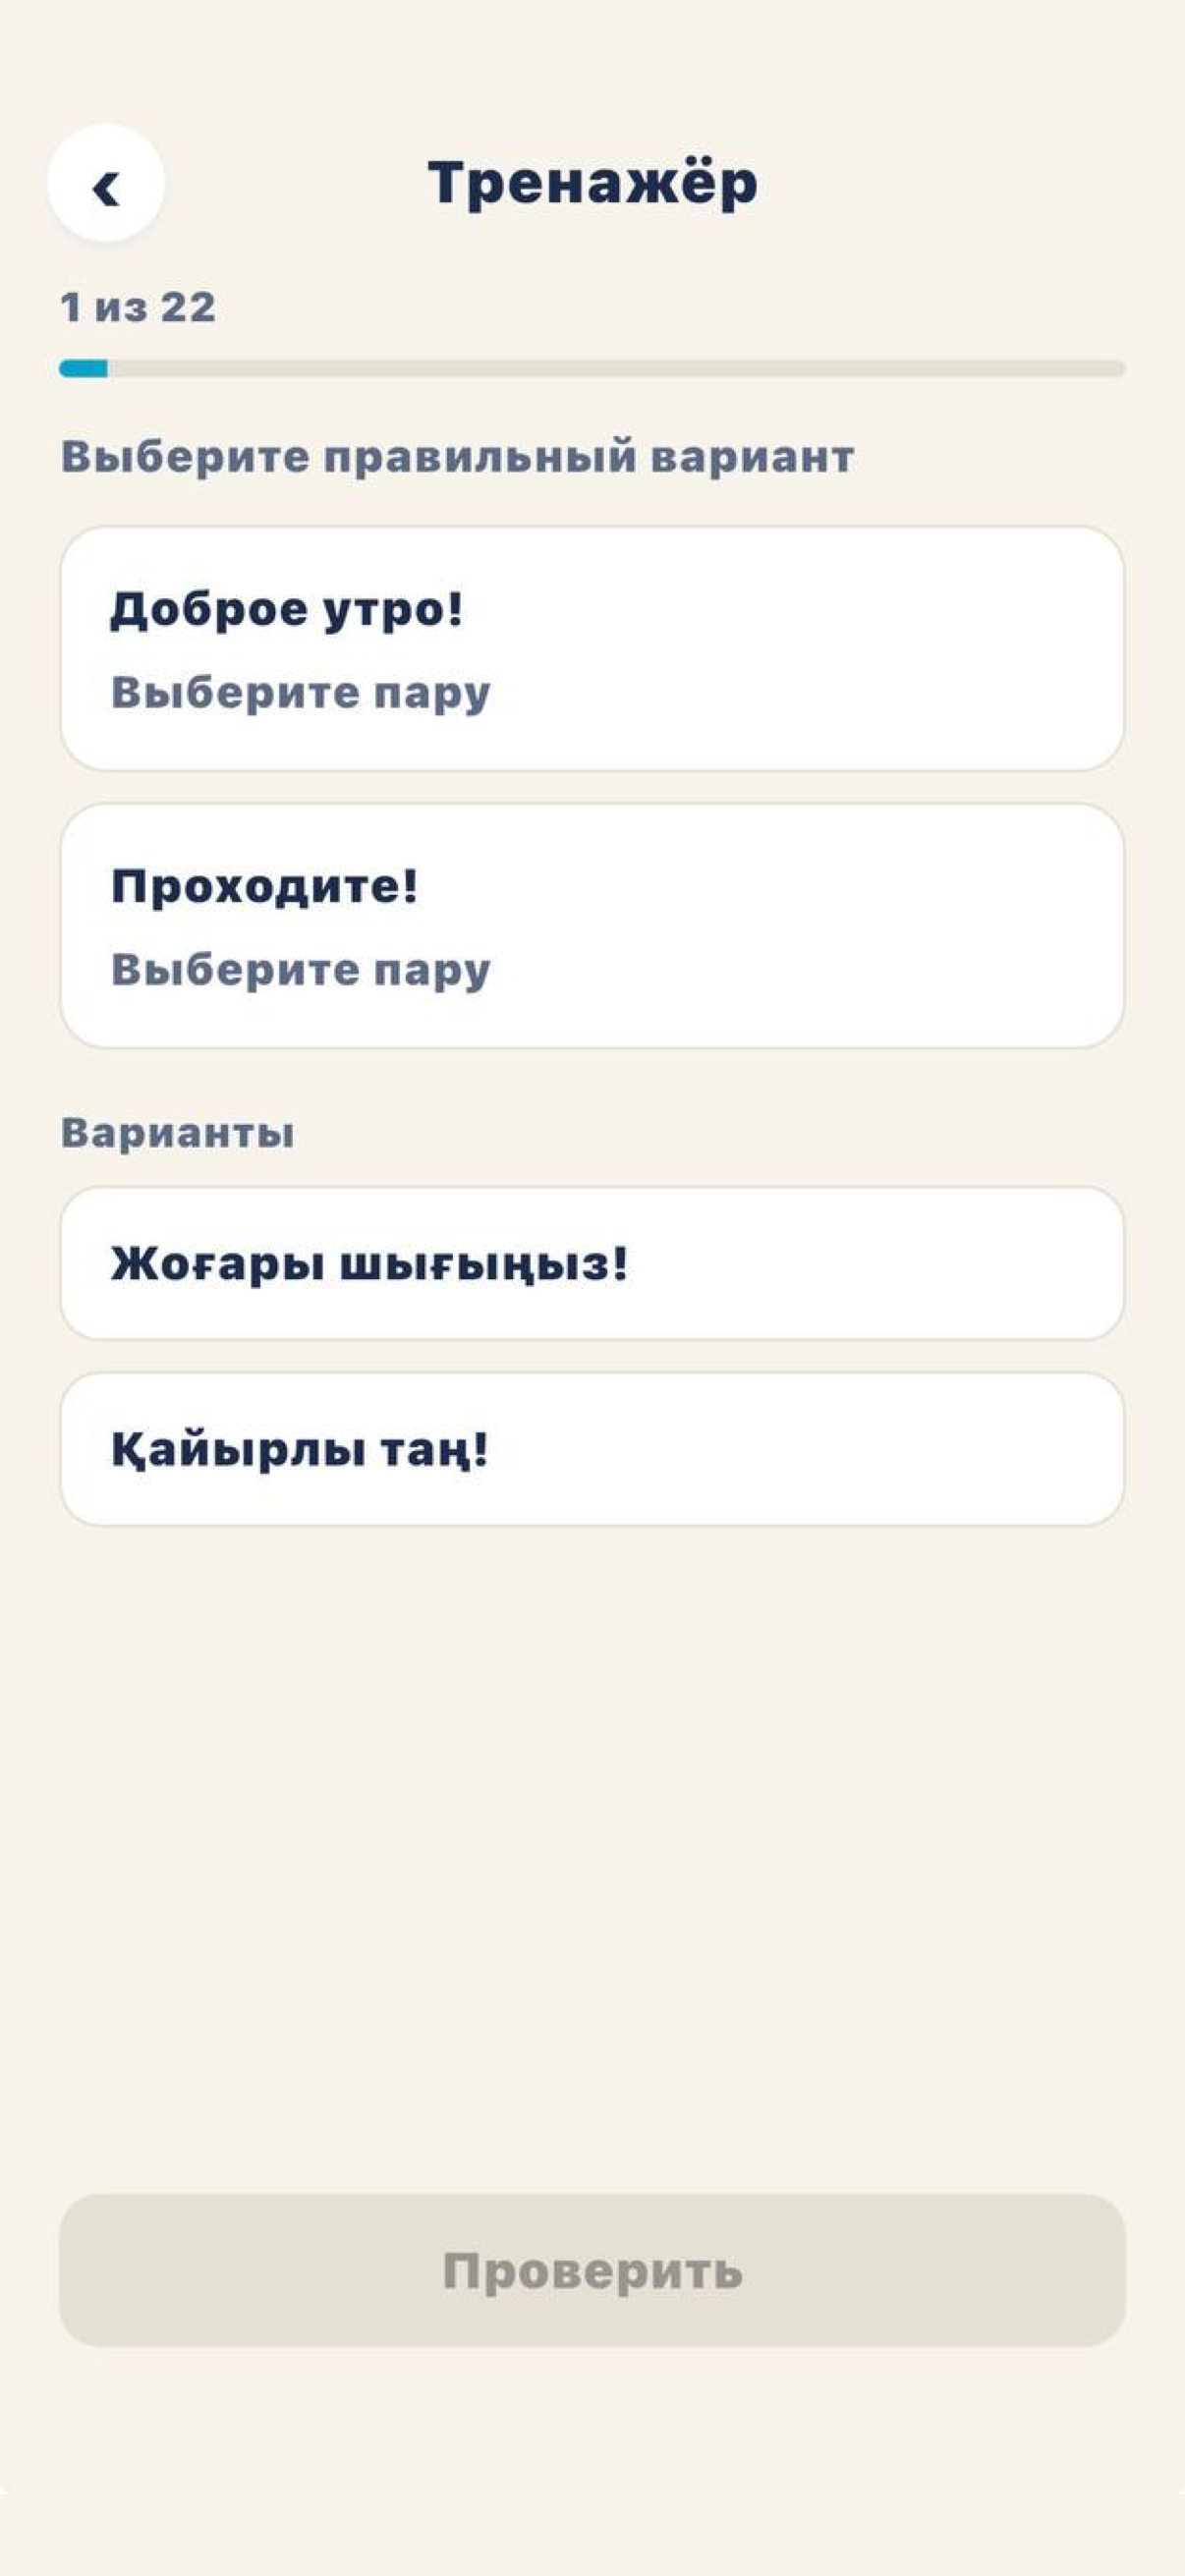 Тренажёр
1 из 22
Выберите правильный вариант
Доброе утро!
Выберите пару
Проходите!
Выберите пару
Варианты
Жоғары шығыңыз!
Қайырлы таң!
Проверить